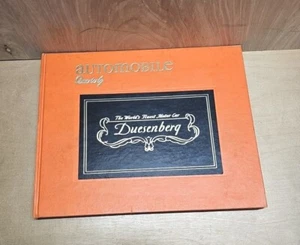 automobile
Quarterly
The World's Finest Motor Car
Duesenberg